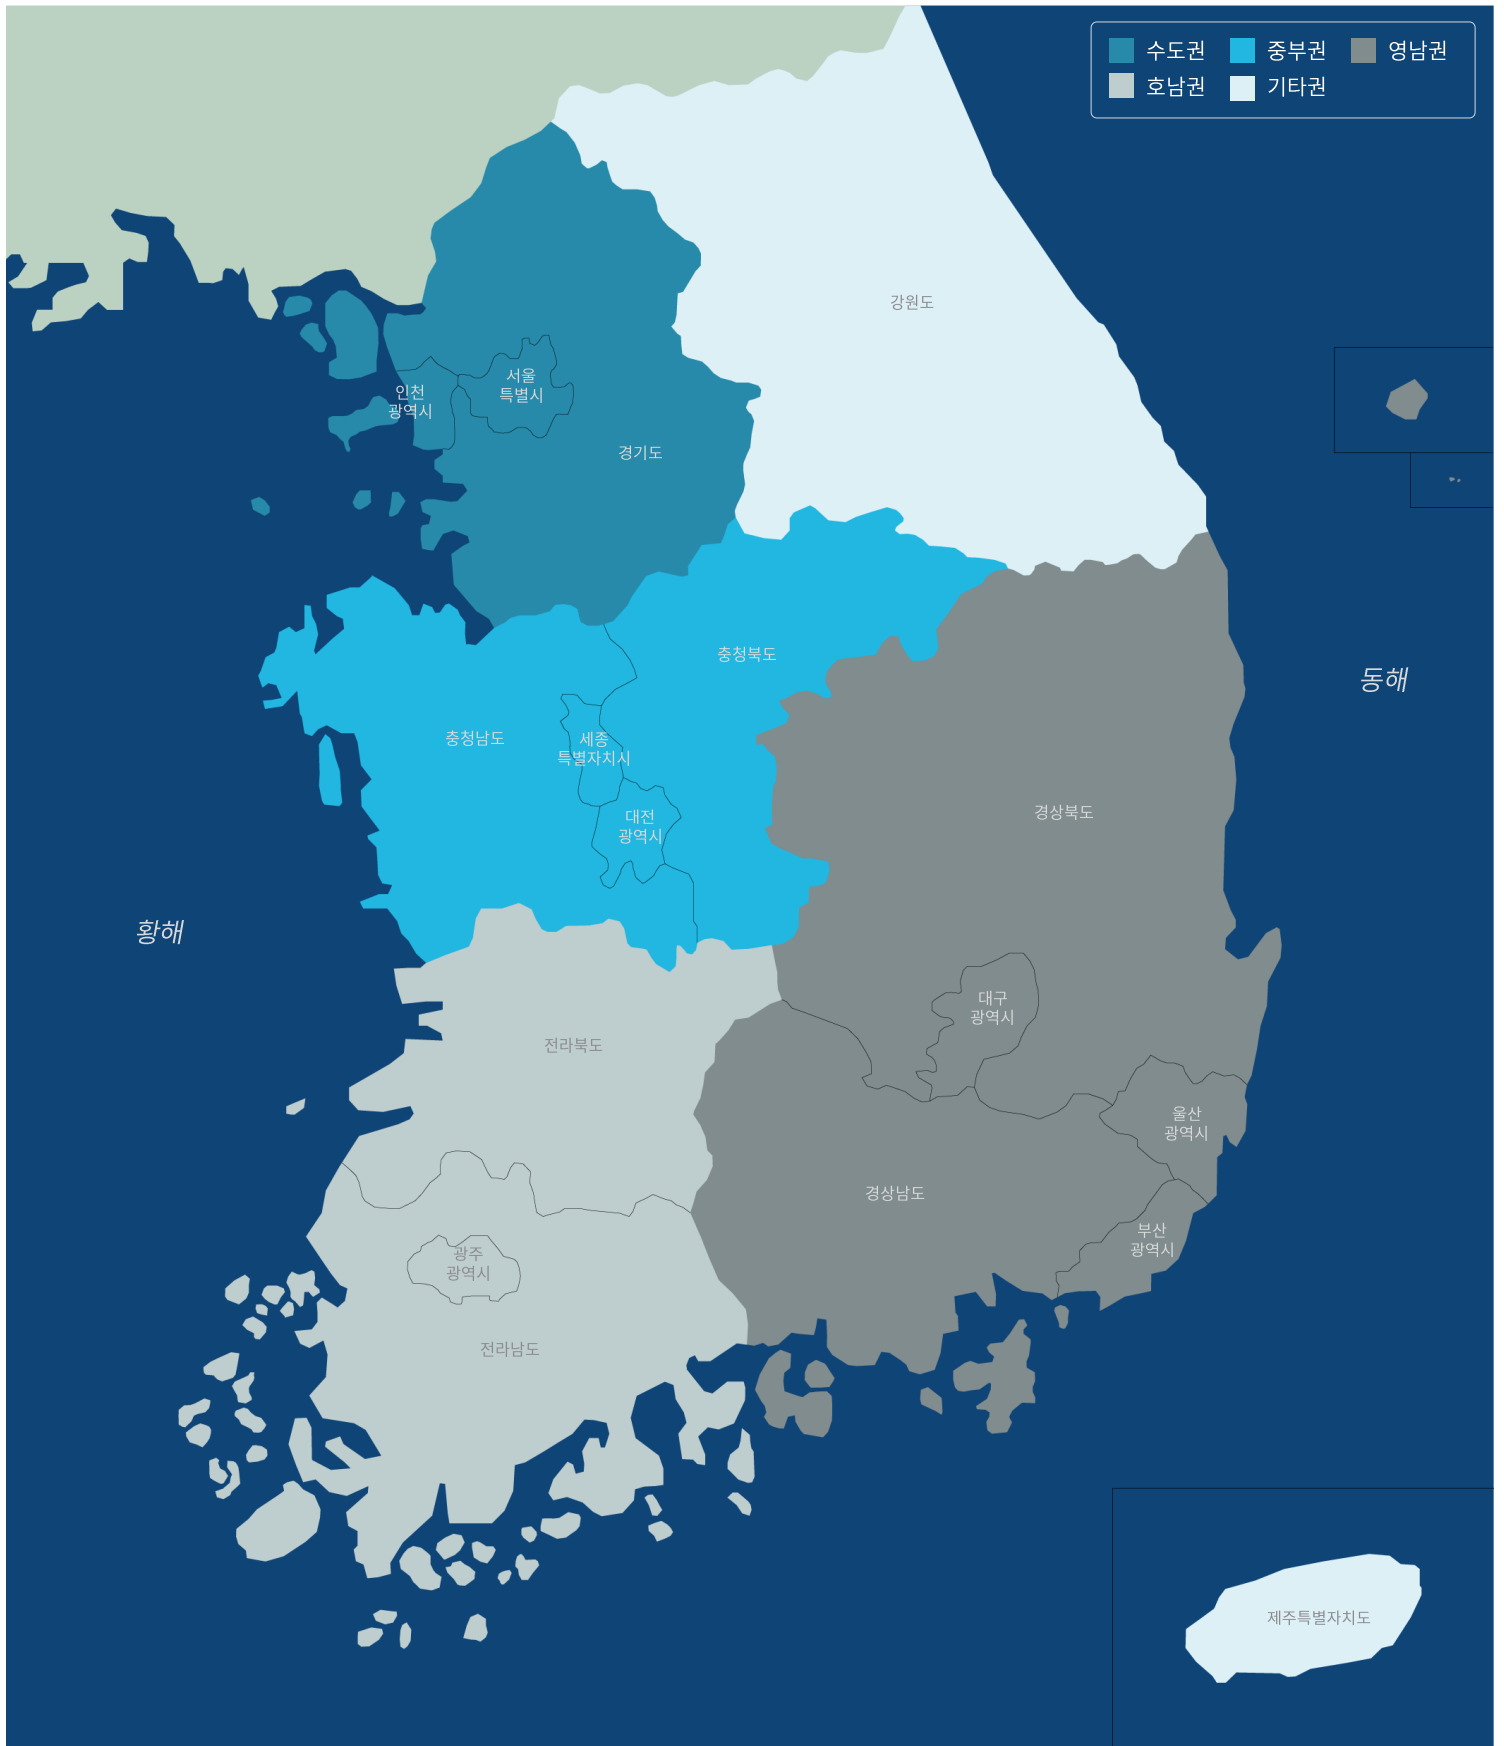 수도권 중부권 영남권
호남권 기타권
강원도
서울
특별시
인천
광역시
경기도
충청북도
동해
충청남도
세종
특별자치시
대전
광역시
경상북도
황해
대구
광역시
전라북도
울산
광역시
경상남도
부산
광역시
광주
광역시
전라남도
제주특별자치도